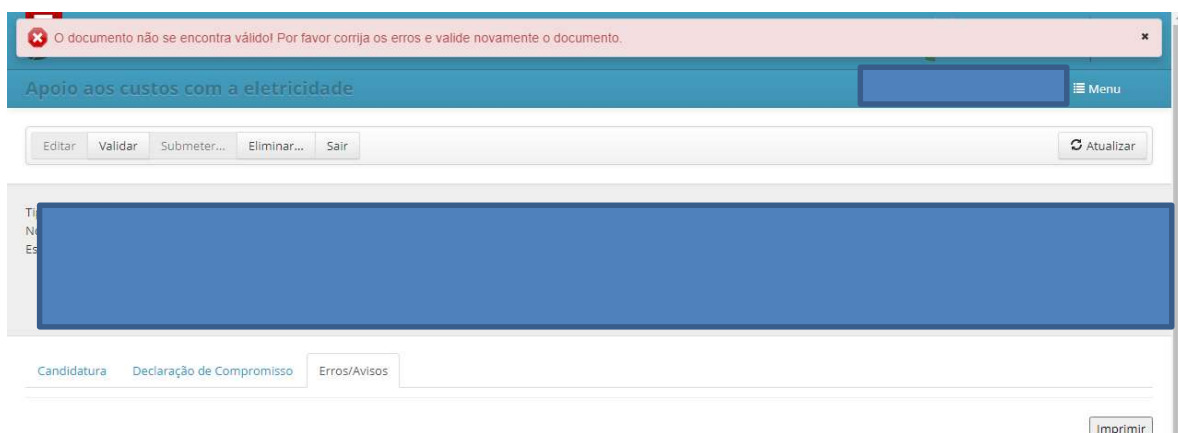 O documento não se encontra válido! Por favor corrija os erros e valide novamente o documento.
Apoio aos custos com a eletricidade
Menu
Editar Validar Submeter... Eliminar... Sair
Atualizar
Candidatura Declaração de Compromisso Erros/Avisos
Imprimir